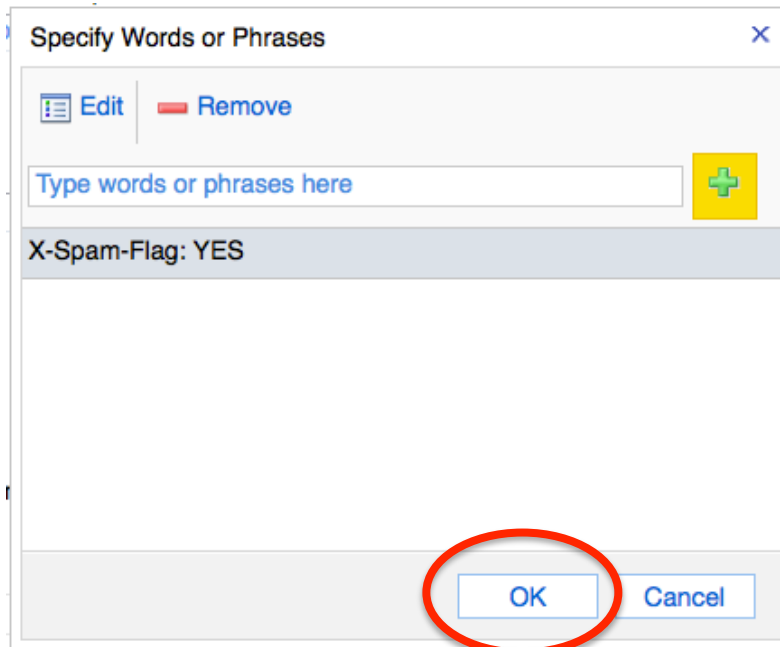 Specify Words or Phrases
Edit Remove
Type words or phrases here
X-Spam-Flag: YES
OK Cancel